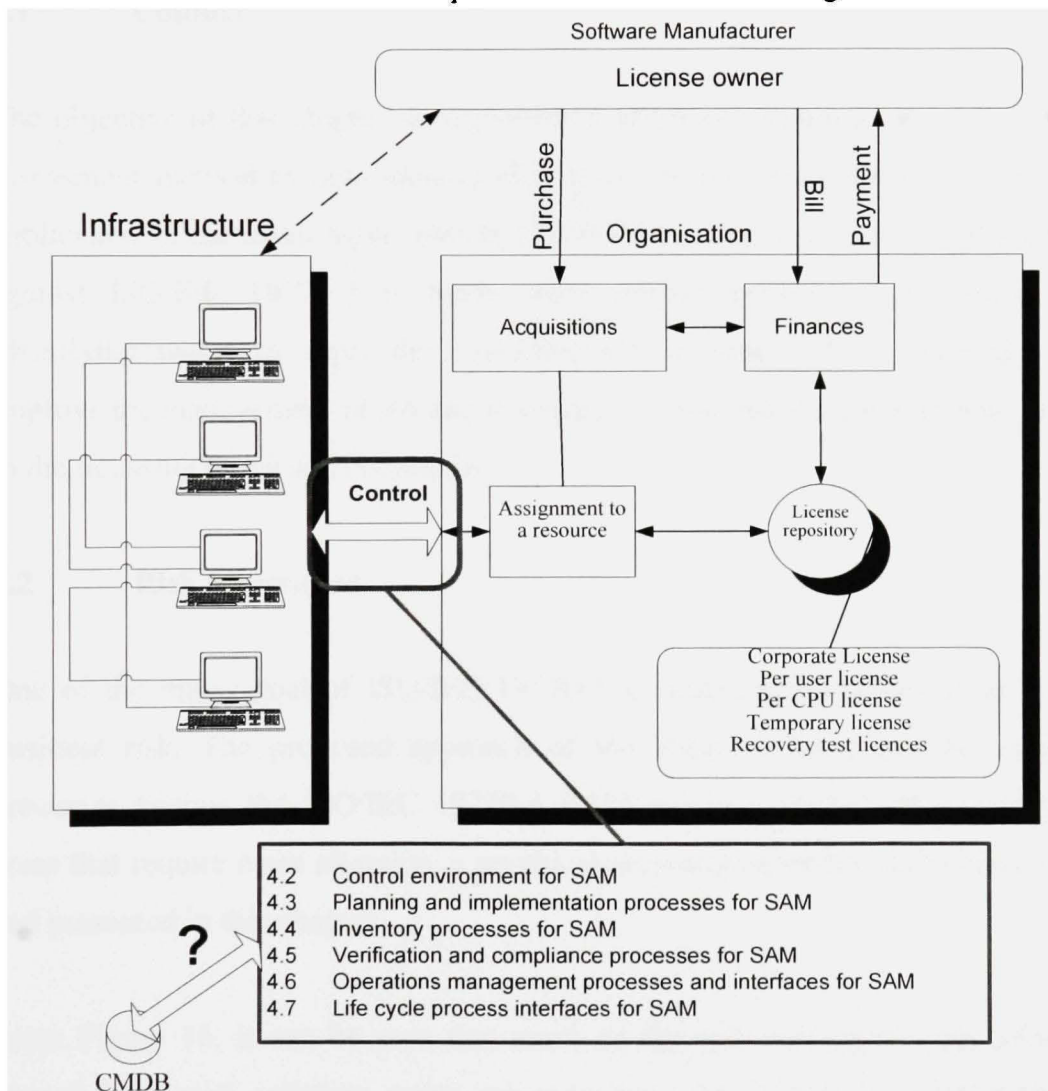 Software Manufacturer
License owner
Purchase
Bill
Payment
Infrastructure
Organisation
Acquisitions
Finances
Control
Assignment to
a resource
License
repository
Corporate License
Per user license
Per CPU license
Temporary license
Recovery test licences
4.2 Control environment for SAM
4.3 Planning and implementation processes for SAM
4.4 Inventory processes for SAM
4.5 Verification and compliance processes for SAM
4.6 Operations management processes and interfaces for SAM
4.7 Life cycle process interfaces for SAM
?
CMDB